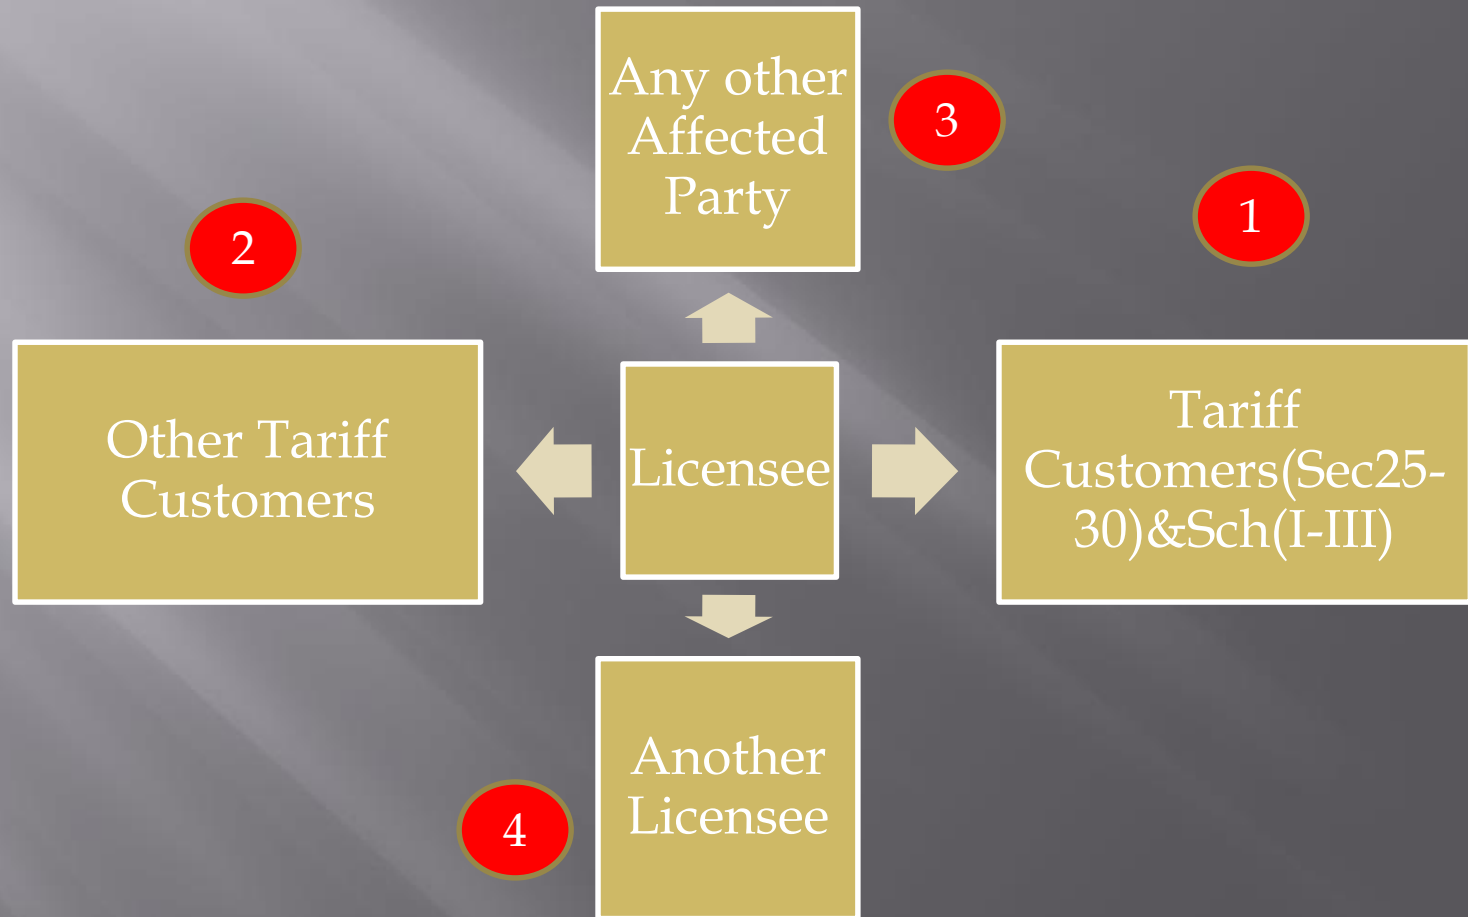 Any other
Affected
Party
3
1
2
Other Tariff
Customers
Licensee
Tariff
Customers(Sec25-
30)&Sch(I-III)
Another
Licensee
4